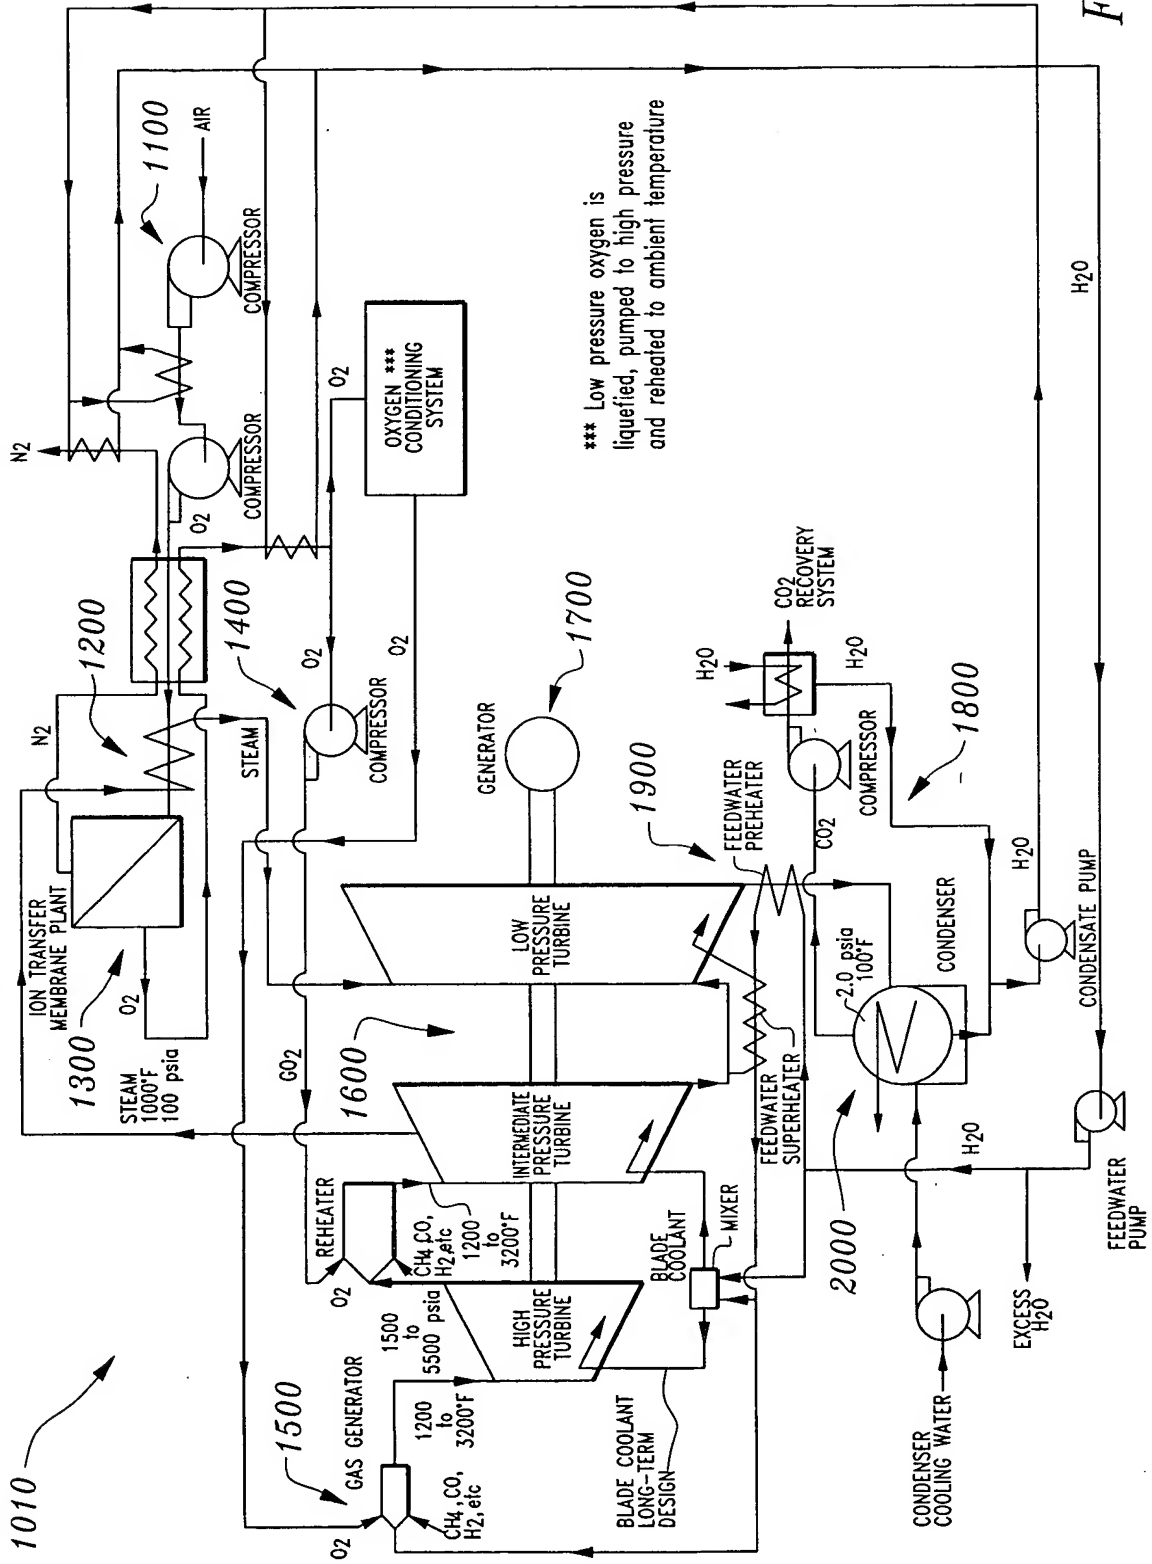 1010
F
N2
AIR
1100
COMPRESSOR
COMPRESSOR
O2
1200
N2
ION TRANSFER
MEMBRANE PLANT
1300
O2
STEAM
1000°F
100 psia
STEAM
1400
O2
O2
O2
COMPRESSOR
OXYGEN ***
CONDITIONING
SYSTEM
O2
*** Low pressure oxygen is
liquefied, pumped to high pressure
and reheated to ambient temperature
GO2
1500
GAS GENERATOR
O2
CH4, CO,
H2, etc
1200
to
3200°F
1500
to
5500 psia
REHEATER
O2
CH4, CO,
H2, etc
1200
to
3200°F
1600
HIGH
PRESSURE
TURBINE
INTERMEDIATE
PRESSURE
TURBINE
LOW
PRESSURE
TURBINE
GENERATOR
1700
BLADE
COOLANT
MIXER
BLADE COOLANT
LONG-TERM
DESIGN
FEEDWATER
SUPERHEATER
1900
FEEDWATER
PREHEATER
CO2
COMPRESSOR
H2O
CO2
RECOVERY
SYSTEM
H2O
1800
2.0 psia
100°F
CONDENSER
2000
H2O
H2O
CONDENSATE PUMP
H2O
H2O
CONDENSER
COOLING WATER
EXCESS
H2O
FEEDWATER
PUMP